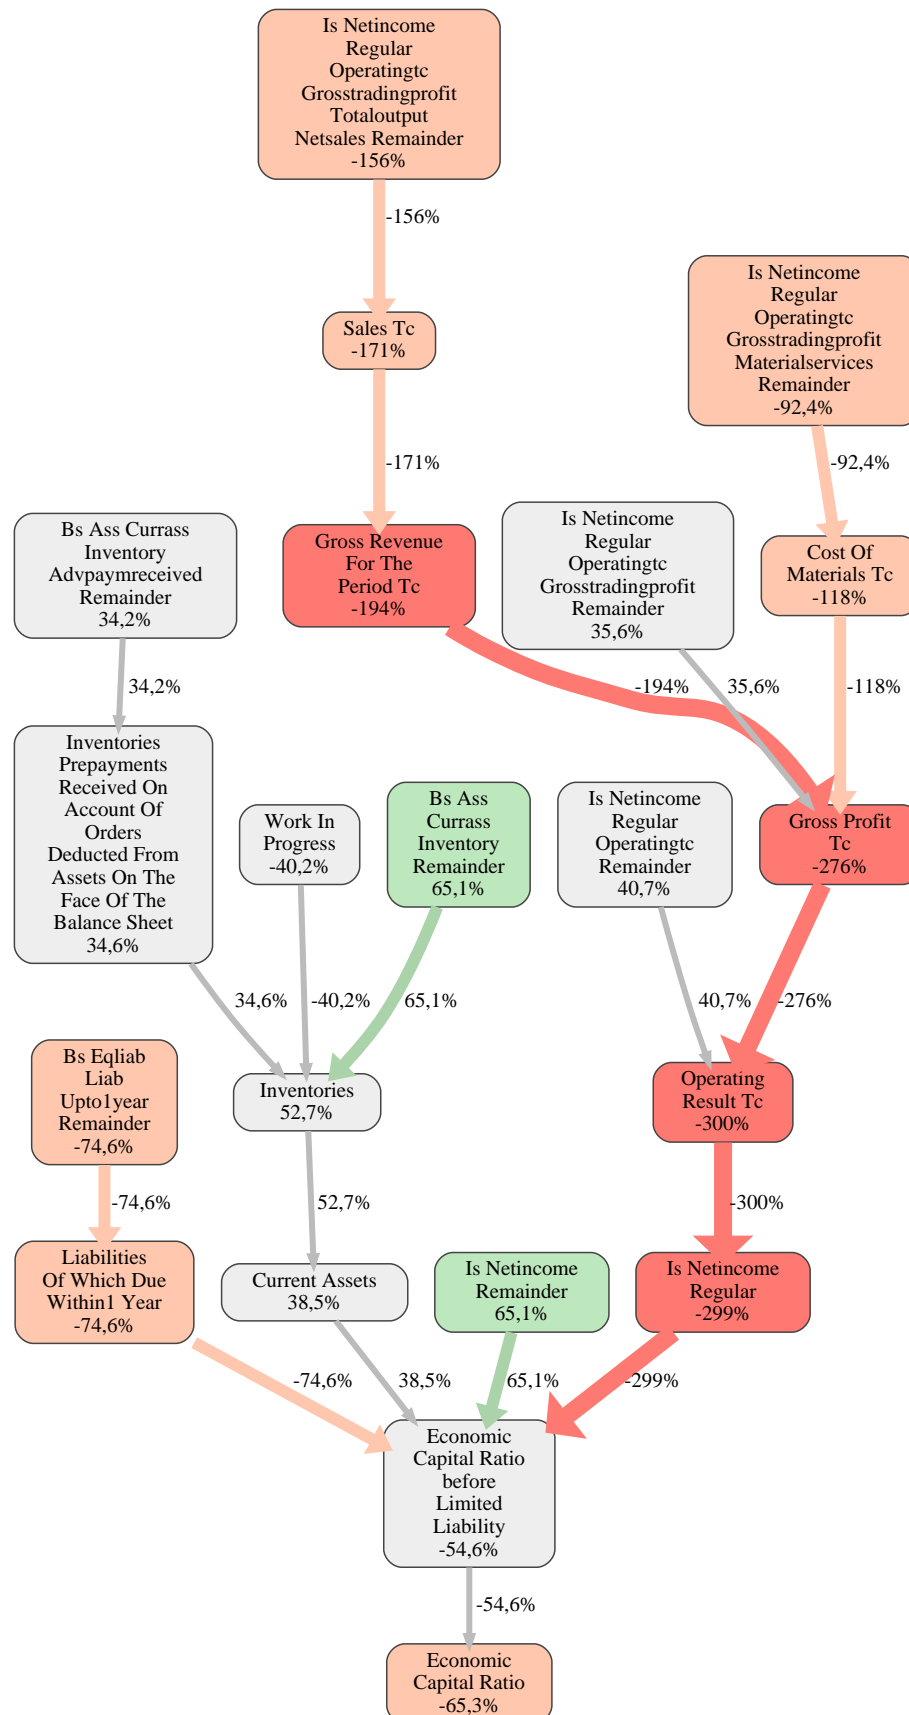 Is Netincome
Regular
Operatingtc
Grosstradingprofit
Totaloutput
Netsales Remainder
-156%
-156%
Sales Tc
-171%
Is Netincome
Regular
Operatingtc
Grosstradingprofit
Materialservices
Remainder
-92,4%
-171%
-92,4%
Bs Ass Currass
Inventory
Advpaymreceived
Remainder
34,2%
Gross Revenue
For The
Period Tc
-194%
Is Netincome
Regular
Operatingtc
Grosstradingprofit
Remainder
35,6%
Cost Of
Materials Tc
-118%
34,2%
-194%
35,6%
-118%
Inventories
Prepayments
Received On
Account Of
Orders
Deducted From
Assets On The
Face Of The
Balance Sheet
34,6%
Work In
Progress
-40,2%
Bs Ass
Currass
Inventory
Remainder
65,1%
Is Netincome
Regular
Operatingtc
Remainder
40,7%
Gross Profit
Tc
-276%
34,6%
-40,2%
65,1%
40,7%
-276%
Bs Eqliab
Liab
Upto1year
Remainder
-74,6%
Inventories
52,7%
Operating
Result Tc
-300%
-74,6%
52,7%
-300%
Liabilities
Of Which Due
Within1 Year
-74,6%
Current Assets
38,5%
Is Netincome
Remainder
65,1%
Is Netincome
Regular
-299%
-74,6%
38,5%
65,1%
-299%
Economic
Capital Ratio
before
Limited
Liability
-54,6%
-54,6%
Economic
Capital Ratio
-65,3%